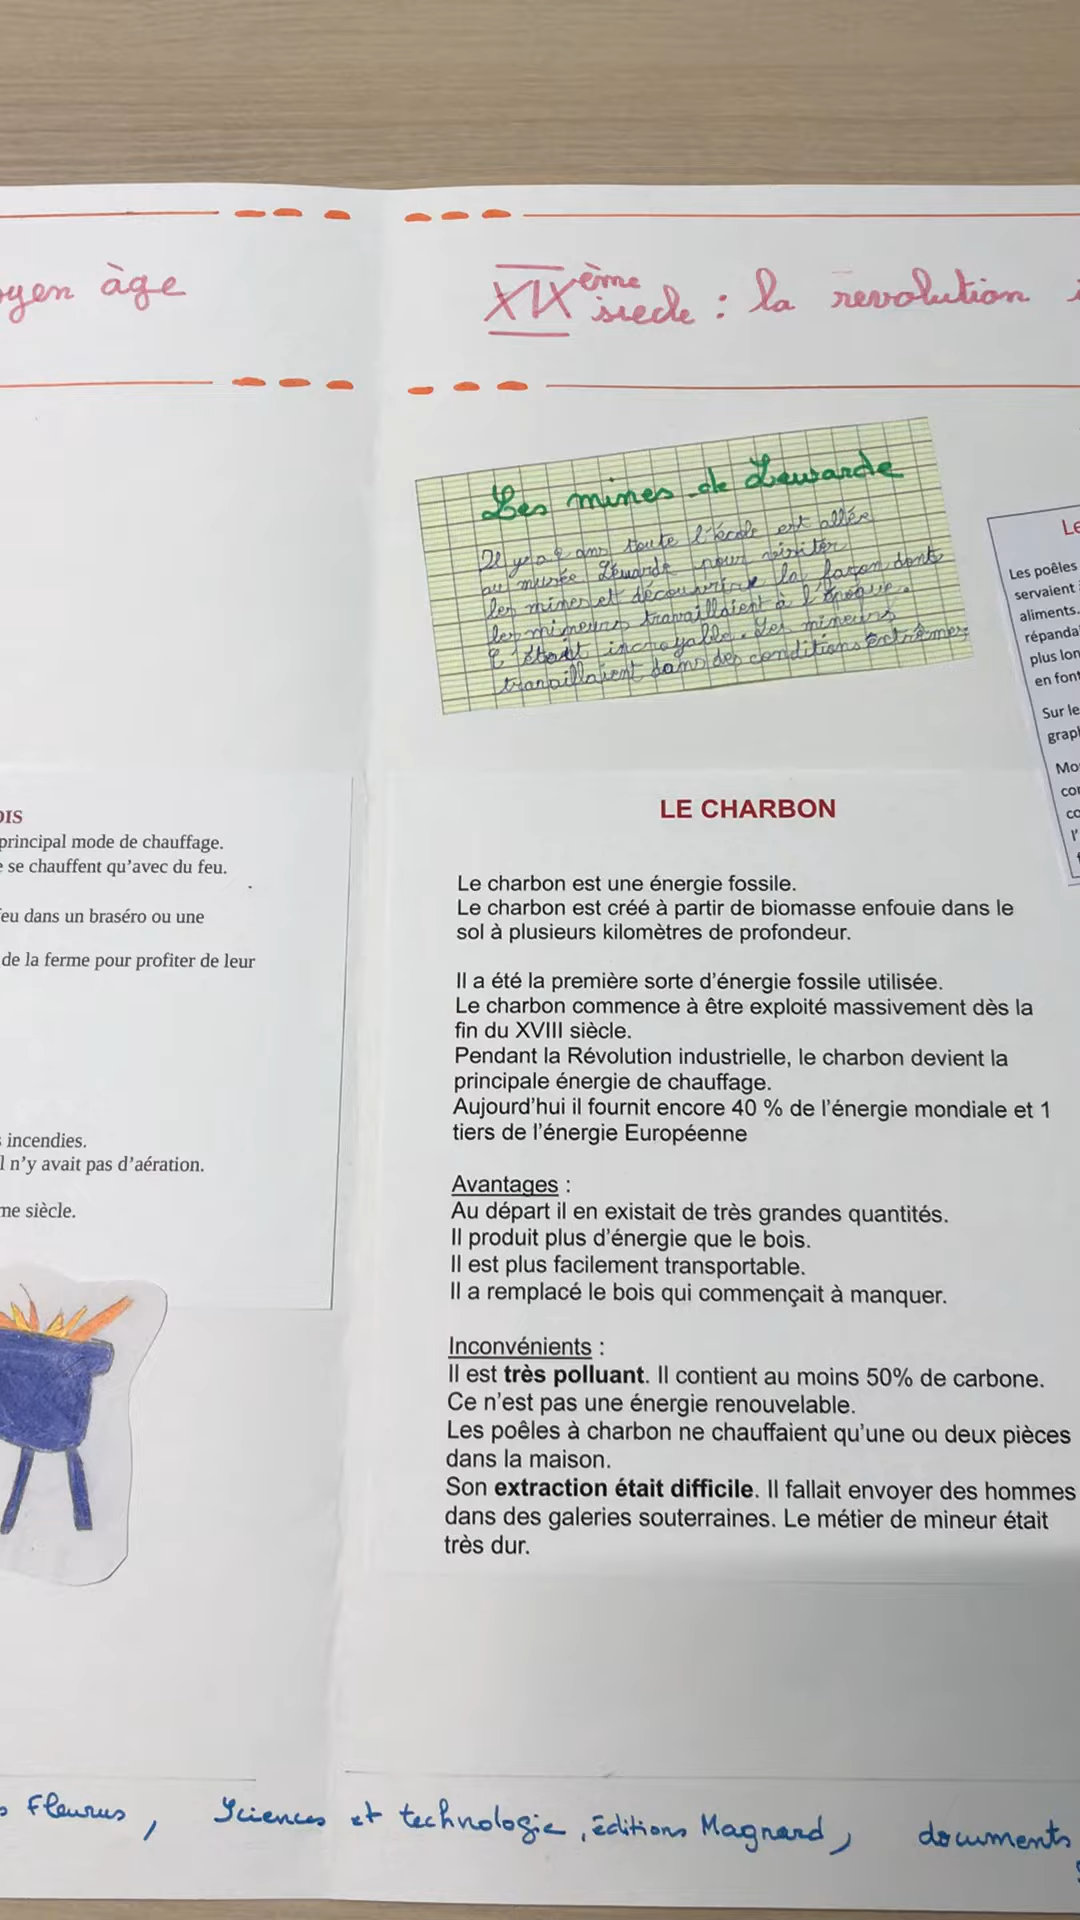 oyen àge
XIXème siecle : la revolution i
Les mines de Lewarde
Il y a 2 ans toute l'école est allée
au musée Lewarde pour visiter
les mines et découvrire la façon dont
les mineurs travaillaient à l'époque.
C'était incroyable. Les mineurs
travaillaient dans des conditions extrêmes
Le
Les poêles
servaient
aliments.
répanda
plus lon
en font
Sur le
grap
Mo
co
co
l'
OIS
principal mode de chauffage.
e se chauffent qu'avec du feu.
feu dans un braséro ou une
de la ferme pour profiter de leur
s incendies.
l n'y avait pas d'aération.
me siècle.
LE CHARBON
Le charbon est une énergie fossile.
Le charbon est créé à partir de biomasse enfouie dans le
sol à plusieurs kilomètres de profondeur.
Il a été la première sorte d'énergie fossile utilisée.
Le charbon commence à être exploité massivement dès la
fin du XVIII siècle.
Pendant la Révolution industrielle, le charbon devient la
principale énergie de chauffage.
Aujourd'hui il fournit encore 40 % de l'énergie mondiale et 1
tiers de l'énergie Européenne
Avantages :
Au départ il en existait de très grandes quantités.
Il produit plus d'énergie que le bois.
Il est plus facilement transportable.
Il a remplacé le bois qui commençait à manquer.
Inconvénients :
Il est très polluant. Il contient au moins 50% de carbone.
Ce n'est pas une énergie renouvelable.
Les poêles à charbon ne chauffaient qu'une ou deux pièces
dans la maison.
Son extraction était difficile. Il fallait envoyer des hommes
dans des galeries souterraines. Le métier de mineur était
très dur.
s Fleurus, Sciences et technologie, éditions Magnard, documents